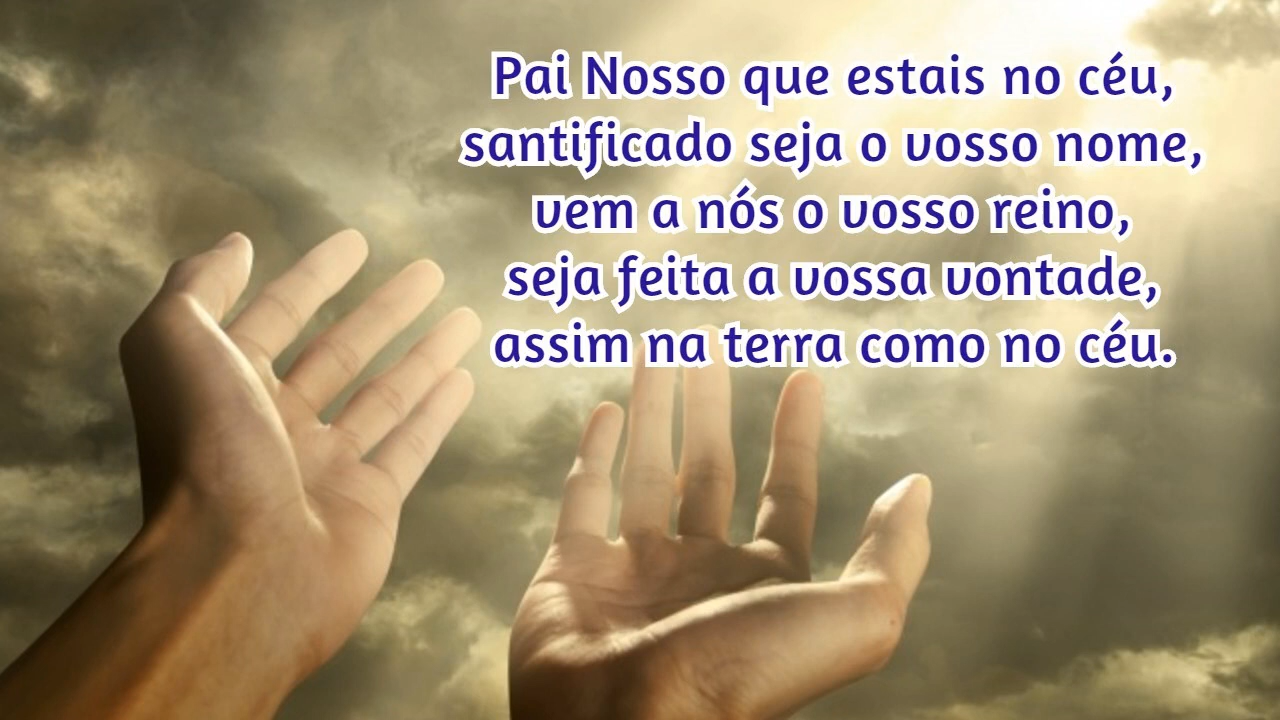 Pai Nosso que estais no céu,
santificado seja o vosso nome,
vem a nós o vosso reino,
seja feita a vossa vontade,
assim na terra como no céu.